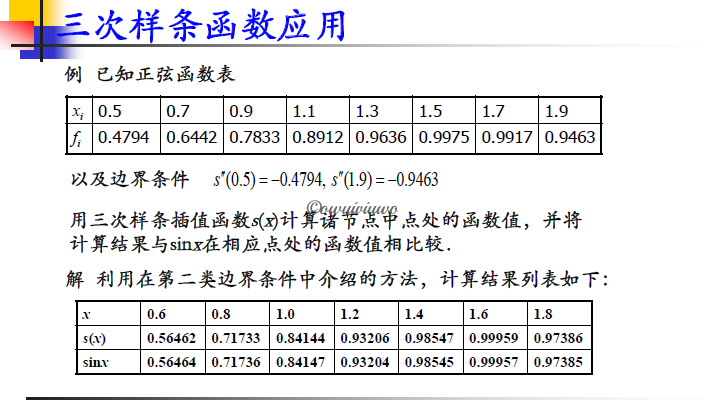 三次样条函数应用
例 已知正弦函数表
xᵢ 0.5 0.7 0.9 1.1 1.3 1.5 1.7 1.9
fᵢ 0.4794 0.6442 0.7833 0.8912 0.9636 0.9975 0.9917 0.9463
以及边界条件 s″(0.5) = −0.4794, s″(1.9) = −0.9463
用三次样条插值函数s(x)计算诸节点中点处的函数值，并将
计算结果与sinx在相应点处的函数值相比较.
解 利用在第二类边界条件中介绍的方法，计算结果列表如下：
x 0.6 0.8 1.0 1.2 1.4 1.6 1.8
s(x) 0.56462 0.71733 0.84144 0.93206 0.98547 0.99959 0.97386
sinx 0.56464 0.71736 0.84147 0.93204 0.98545 0.99957 0.97385